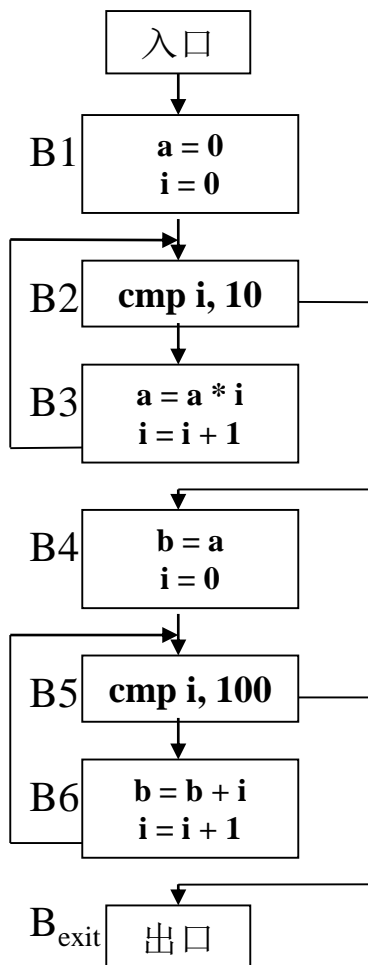 入口
B1
a = 0
i = 0
B2
cmp i, 10
B3
a = a * i
i = i + 1
B4
b = a
i = 0
B5
cmp i, 100
B6
b = b + i
i = i + 1
Bexit
出口